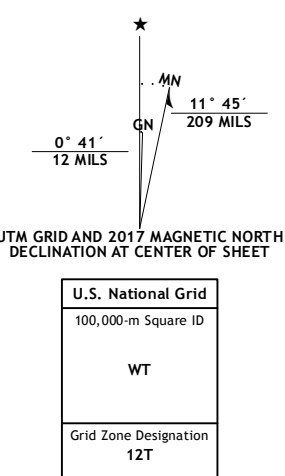 ★
MN
11° 45´
209 MILS
GN
0° 41´
12 MILS
UTM GRID AND 2017 MAGNETIC NORTH
DECLINATION AT CENTER OF SHEET
U.S. National Grid
100,000-m Square ID
WT
Grid Zone Designation
12T